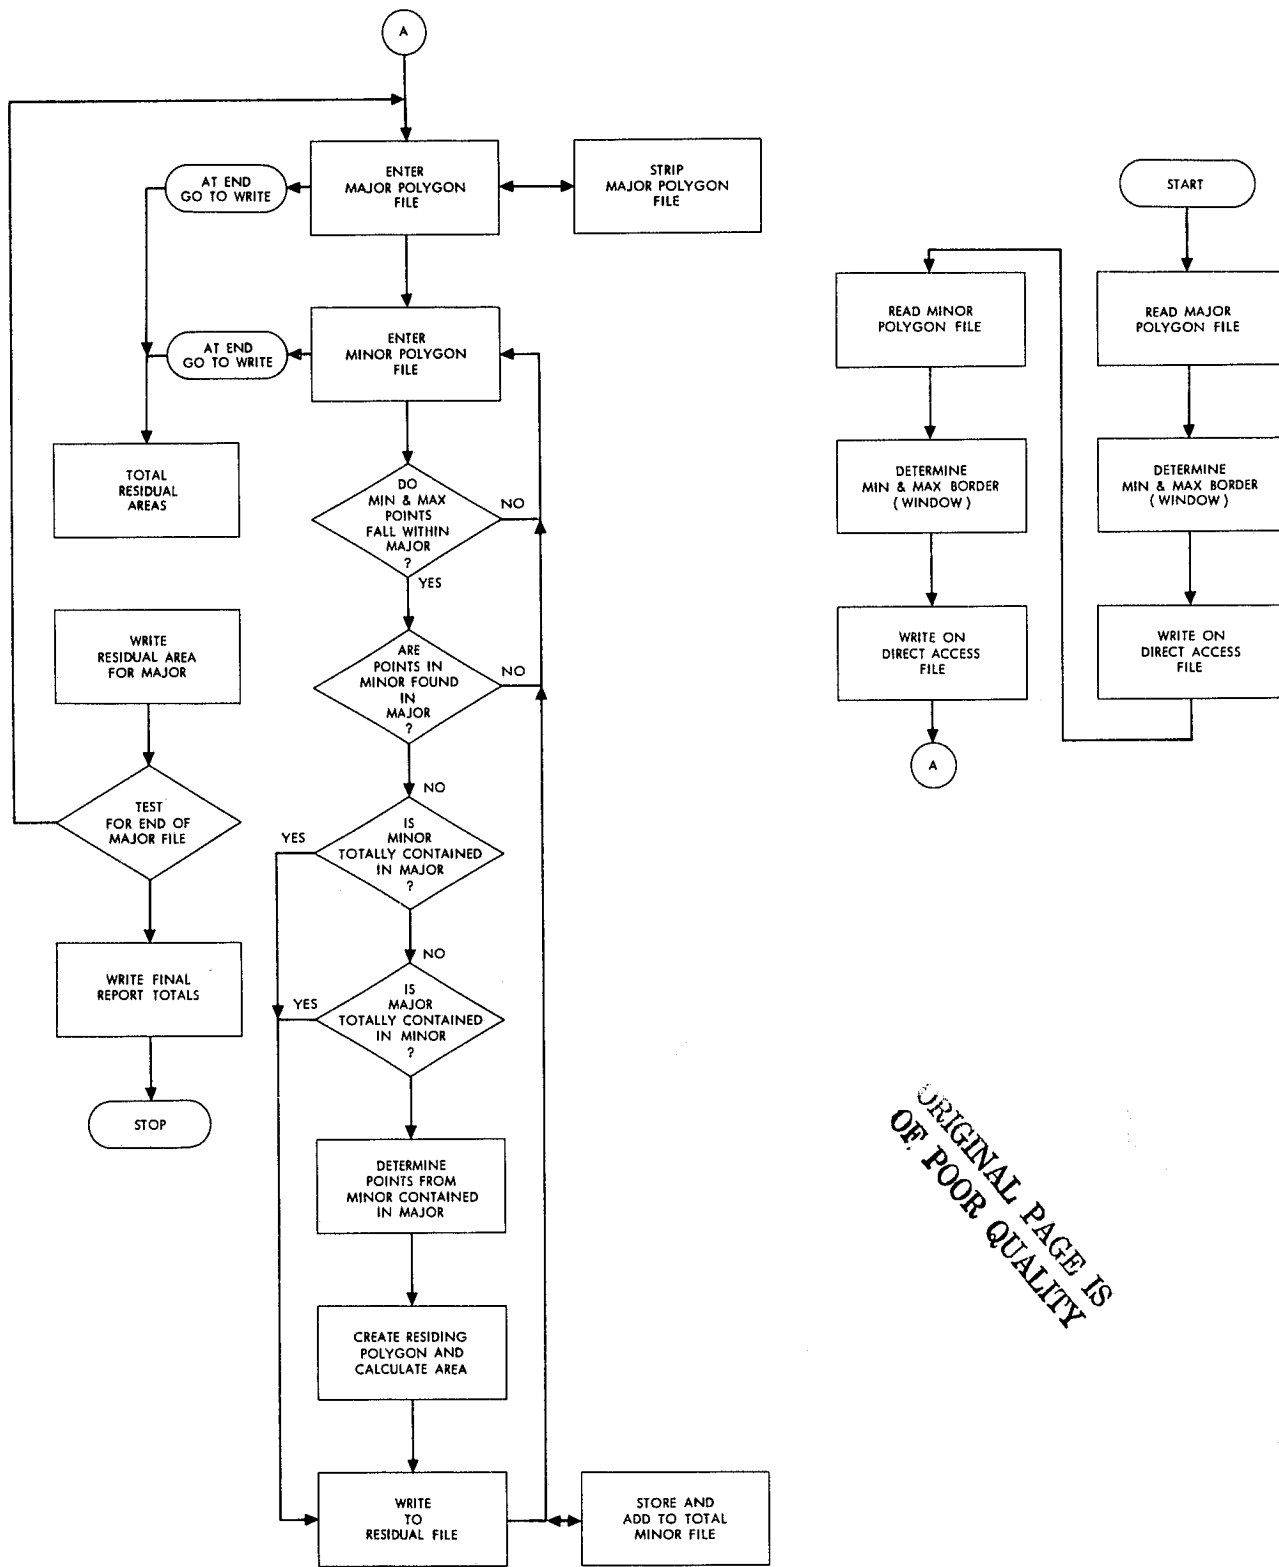 A
ENTER
MAJOR POLYGON
FILE
STRIP
MAJOR POLYGON
FILE
AT END
GO TO WRITE
ENTER
MINOR POLYGON
FILE
AT END
GO TO WRITE
TOTAL
RESIDUAL
AREAS
DO
MIN & MAX
POINTS
FALL WITHIN
MAJOR
?
NO
YES
WRITE
RESIDUAL AREA
FOR MAJOR
ARE
POINTS IN
MINOR FOUND
IN
MAJOR
?
NO
NO
TEST
FOR END OF
MAJOR FILE
IS
MINOR
TOTALLY CONTAINED
IN MAJOR
?
YES
NO
WRITE FINAL
REPORT TOTALS
IS
MAJOR
TOTALLY CONTAINED
IN MINOR
?
YES
STOP
DETERMINE
POINTS FROM
MINOR CONTAINED
IN MAJOR
CREATE RESIDING
POLYGON AND
CALCULATE AREA
WRITE
TO
RESIDUAL FILE
STORE AND
ADD TO TOTAL
MINOR FILE
START
READ MAJOR
POLYGON FILE
DETERMINE
MIN & MAX BORDER
( WINDOW )
WRITE ON
DIRECT ACCESS
FILE
READ MINOR
POLYGON FILE
DETERMINE
MIN & MAX BORDER
( WINDOW )
WRITE ON
DIRECT ACCESS
FILE
A
ORIGINAL PAGE IS
OF POOR QUALITY